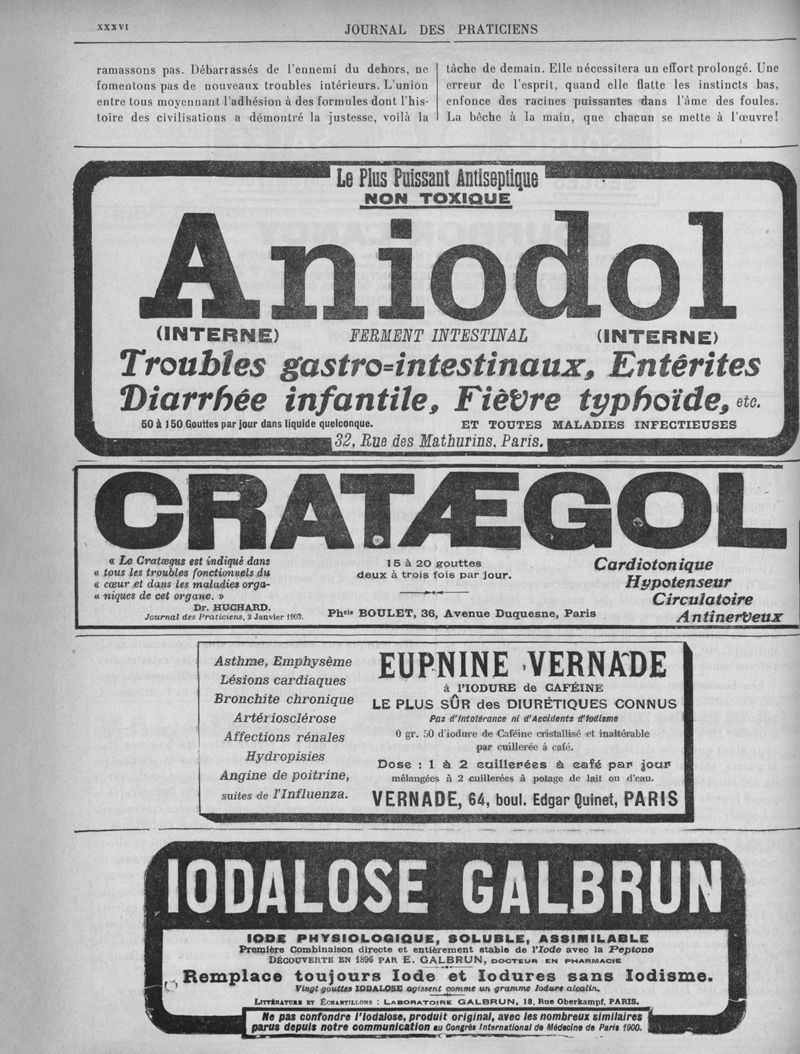 XXXVI
JOURNAL DES PRATICIENS
ramassons pas. Débarrassés de l'ennemi du dehors, ne
fomentons pas de nouveaux troubles intérieurs. L'union
entre tous moyennant l'adhésion à des formules dont l'his-
toire des civilisations a démontré la justesse, voilà la
tâche de demain. Elle nécessitera un effort prolongé. Une
erreur de l'esprit, quand elle flatte les instincts bas,
enfonce des racines puissantes dans l'âme des foules.
La bêche à la main, que chacun se mette à l'œuvre!
Le Plus Puissant Antiseptique
NON TOXIQUE
Aniodol
(INTERNE) FERMENT INTESTINAL (INTERNE)
Troubles gastro-intestinaux, Entérites
Diarrhée infantile, Fièvre typhoïde, etc.
50 à 150 Gouttes par jour dans liquide quelconque. ET TOUTES MALADIES INFECTIEUSES
32, Rue des Mathurins, Paris.
CRATÆGOL
« Le Cratægus est indiqué dans
« tous les troubles fonctionnels du
« cœur et dans les maladies orga-
« niques de cet organe. »
Dr. HUCHARD.
Journal des Praticiens, 3 Janvier 1903.
15 à 20 gouttes
deux à trois fois par jour.
Phcie BOULET, 36, Avenue Duquesne, Paris
Cardiotonique
Hypotenseur
Circulatoire
Antinerveux
Asthme, Emphysème
Lésions cardiaques
Bronchite chronique
Artériosclérose
Affections rénales
Hydropisies
Angine de poitrine,
suites de l'Influenza.
EUPNINE VERNADE
à l'IODURE de CAFÉINE
LE PLUS SÛR des DIURÉTIQUES CONNUS
Pas d'Intolérance ni d'Accidents d'Iodisme
0 gr. 50 d'iodure de Caféine cristallisé et inaltérable
par cuillerée à café.
Dose : 1 à 2 cuillerées à café par jour
mélangées à 2 cuillerées à potage de lait ou d'eau.
VERNADE, 64, boul. Edgar Quinet, PARIS
IODALOSE GALBRUN
IODE PHYSIOLOGIQUE, SOLUBLE, ASSIMILABLE
Première Combinaison directe et entièrement stable de l'Iode avec la Peptone
DÉCOUVERTE EN 1896 PAR E. GALBRUN, DOCTEUR EN PHARMACIE
Remplace toujours Iode et Iodures sans Iodisme.
Vingt gouttes IODALOSE agissent comme un gramme Iodure alcalin.
LITTÉRATURE ET ÉCHANTILLONS : LABORATOIRE GALBRUN, 18, Rue Oberkampf, PARIS.
Ne pas confondre l'Iodalose, produit original, avec les nombreux similaires
parus depuis notre communication au Congrès International de Médecine de Paris 1900.